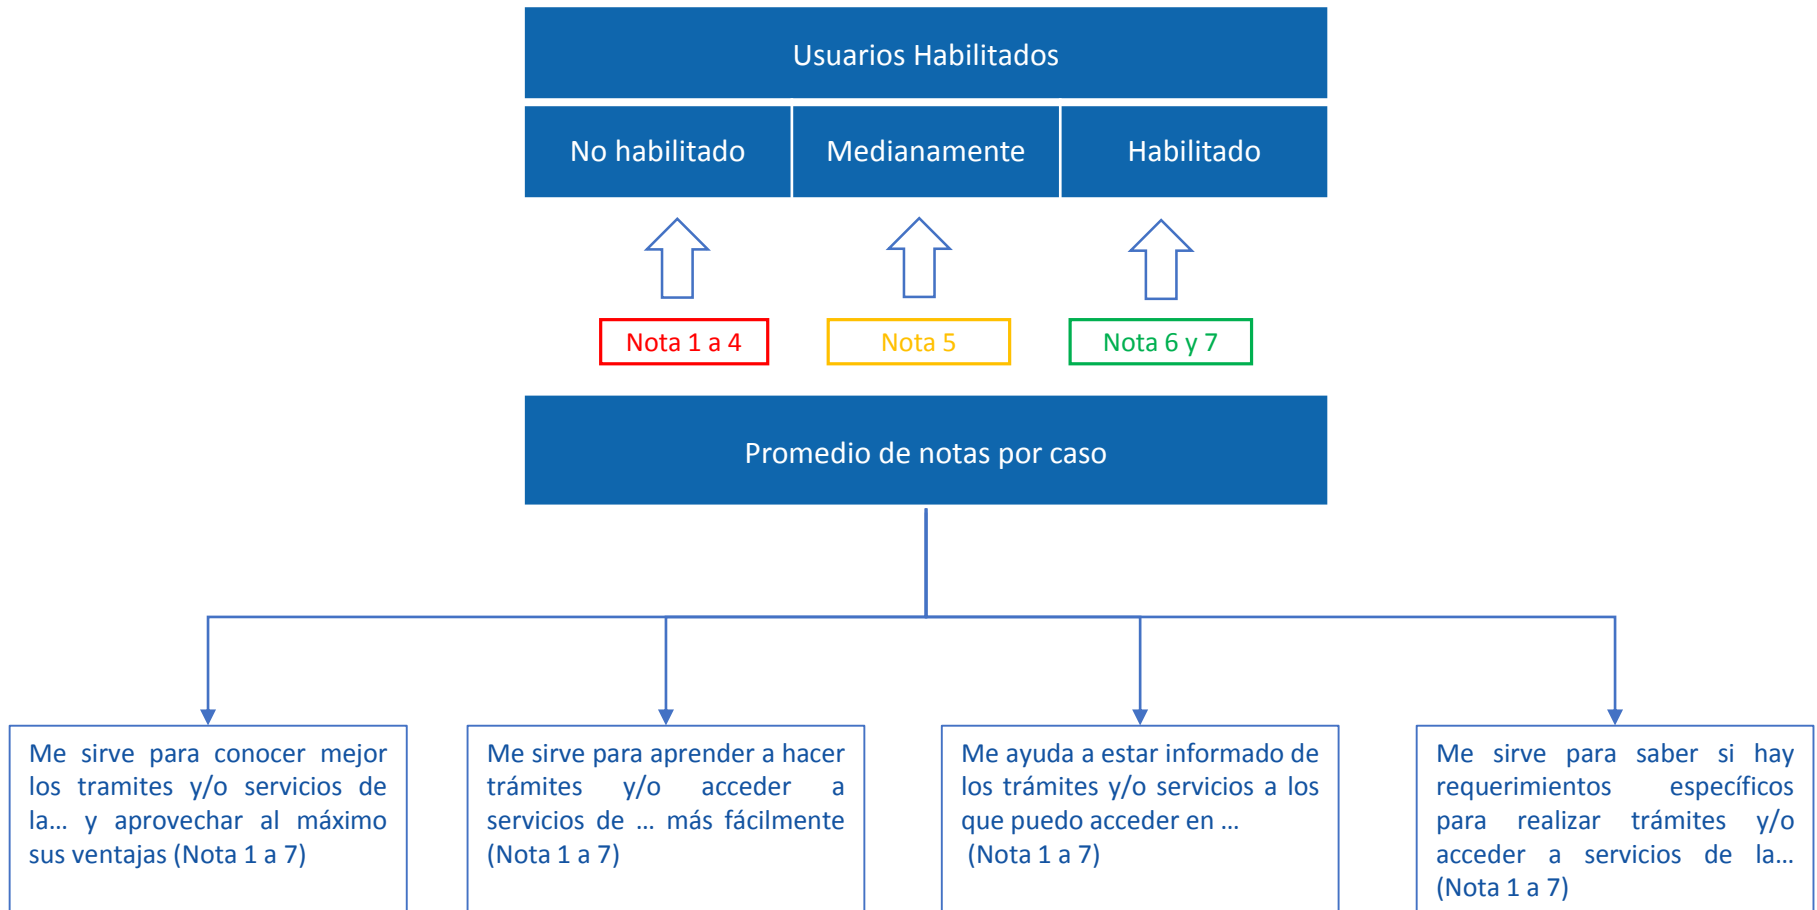 Usuarios Habilitados
No habilitado
Medianamente
Habilitado
Nota 1 a 4
Nota 5
Nota 6 y 7
Promedio de notas por caso
Me sirve para conocer mejor
los tramites y/o servicios de
la... y aprovechar al máximo
sus ventajas (Nota 1 a 7)
Me sirve para aprender a hacer
trámites y/o acceder a
servicios de ... más fácilmente
(Nota 1 a 7)
Me ayuda a estar informado de
los trámites y/o servicios a los
que puedo acceder en ...
(Nota 1 a 7)
Me sirve para saber si hay
requerimientos específicos
para realizar trámites y/o
acceder a servicios de la...
(Nota 1 a 7)